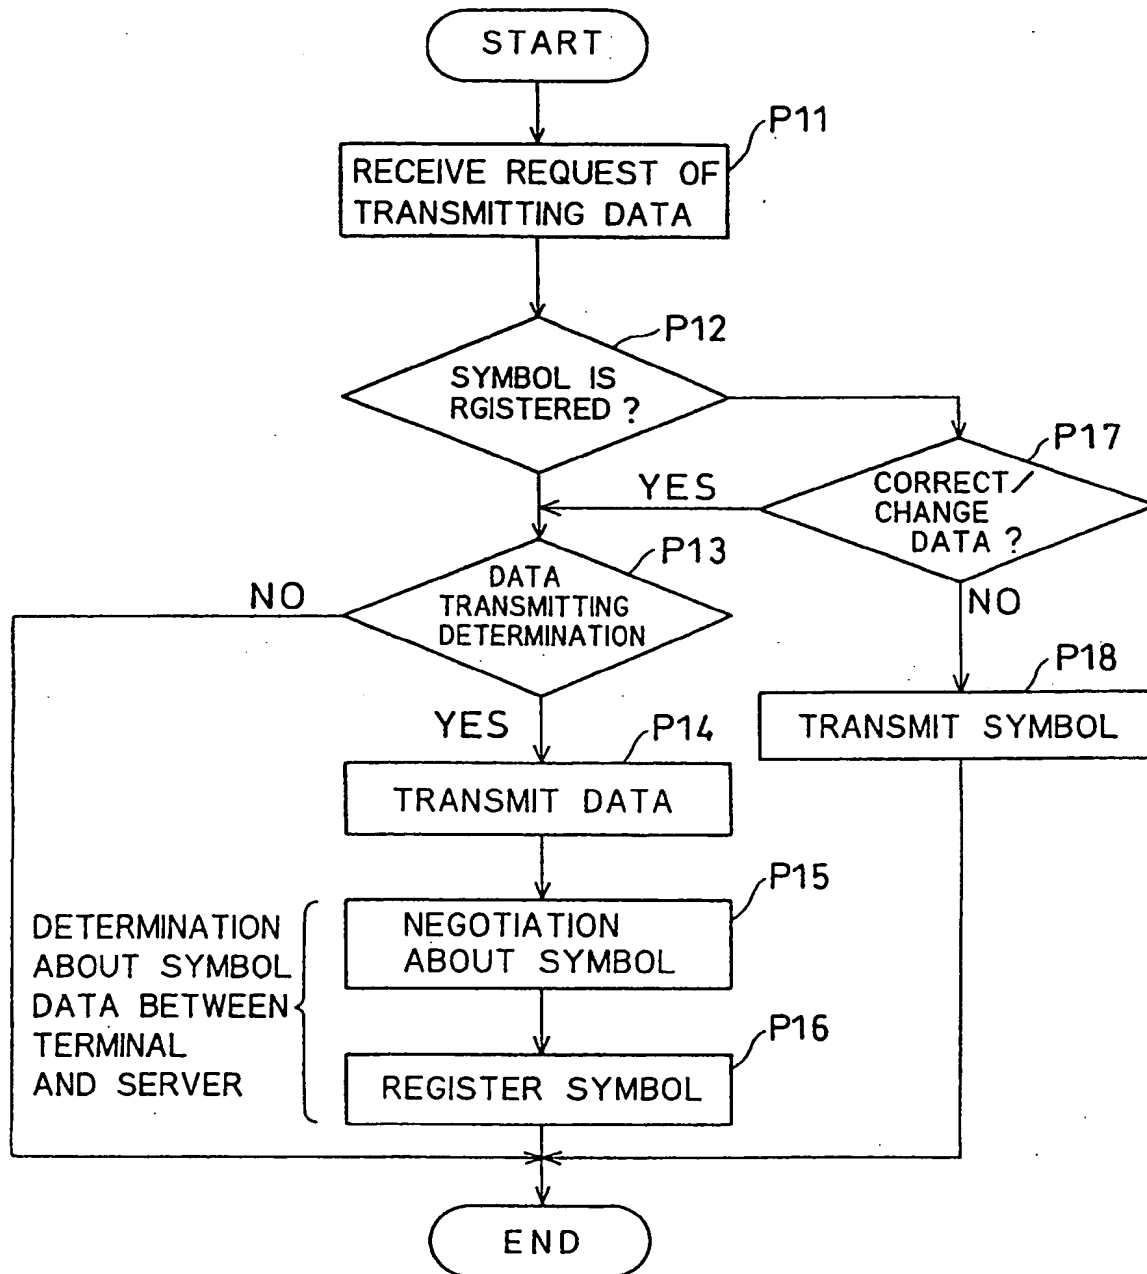 START
P11
RECEIVE REQUEST OF
TRANSMITTING DATA
P12
SYMBOL IS
RGISTERED ?
P17
CORRECT/
CHANGE
DATA ?
YES
NO
P13
DATA
TRANSMITTING
DETERMINATION
NO
YES
P18
TRANSMIT SYMBOL
P14
TRANSMIT DATA
P15
NEGOTIATION
ABOUT SYMBOL
DETERMINATION
ABOUT SYMBOL
DATA BETWEEN
TERMINAL
AND SERVER
P16
REGISTER SYMBOL
END